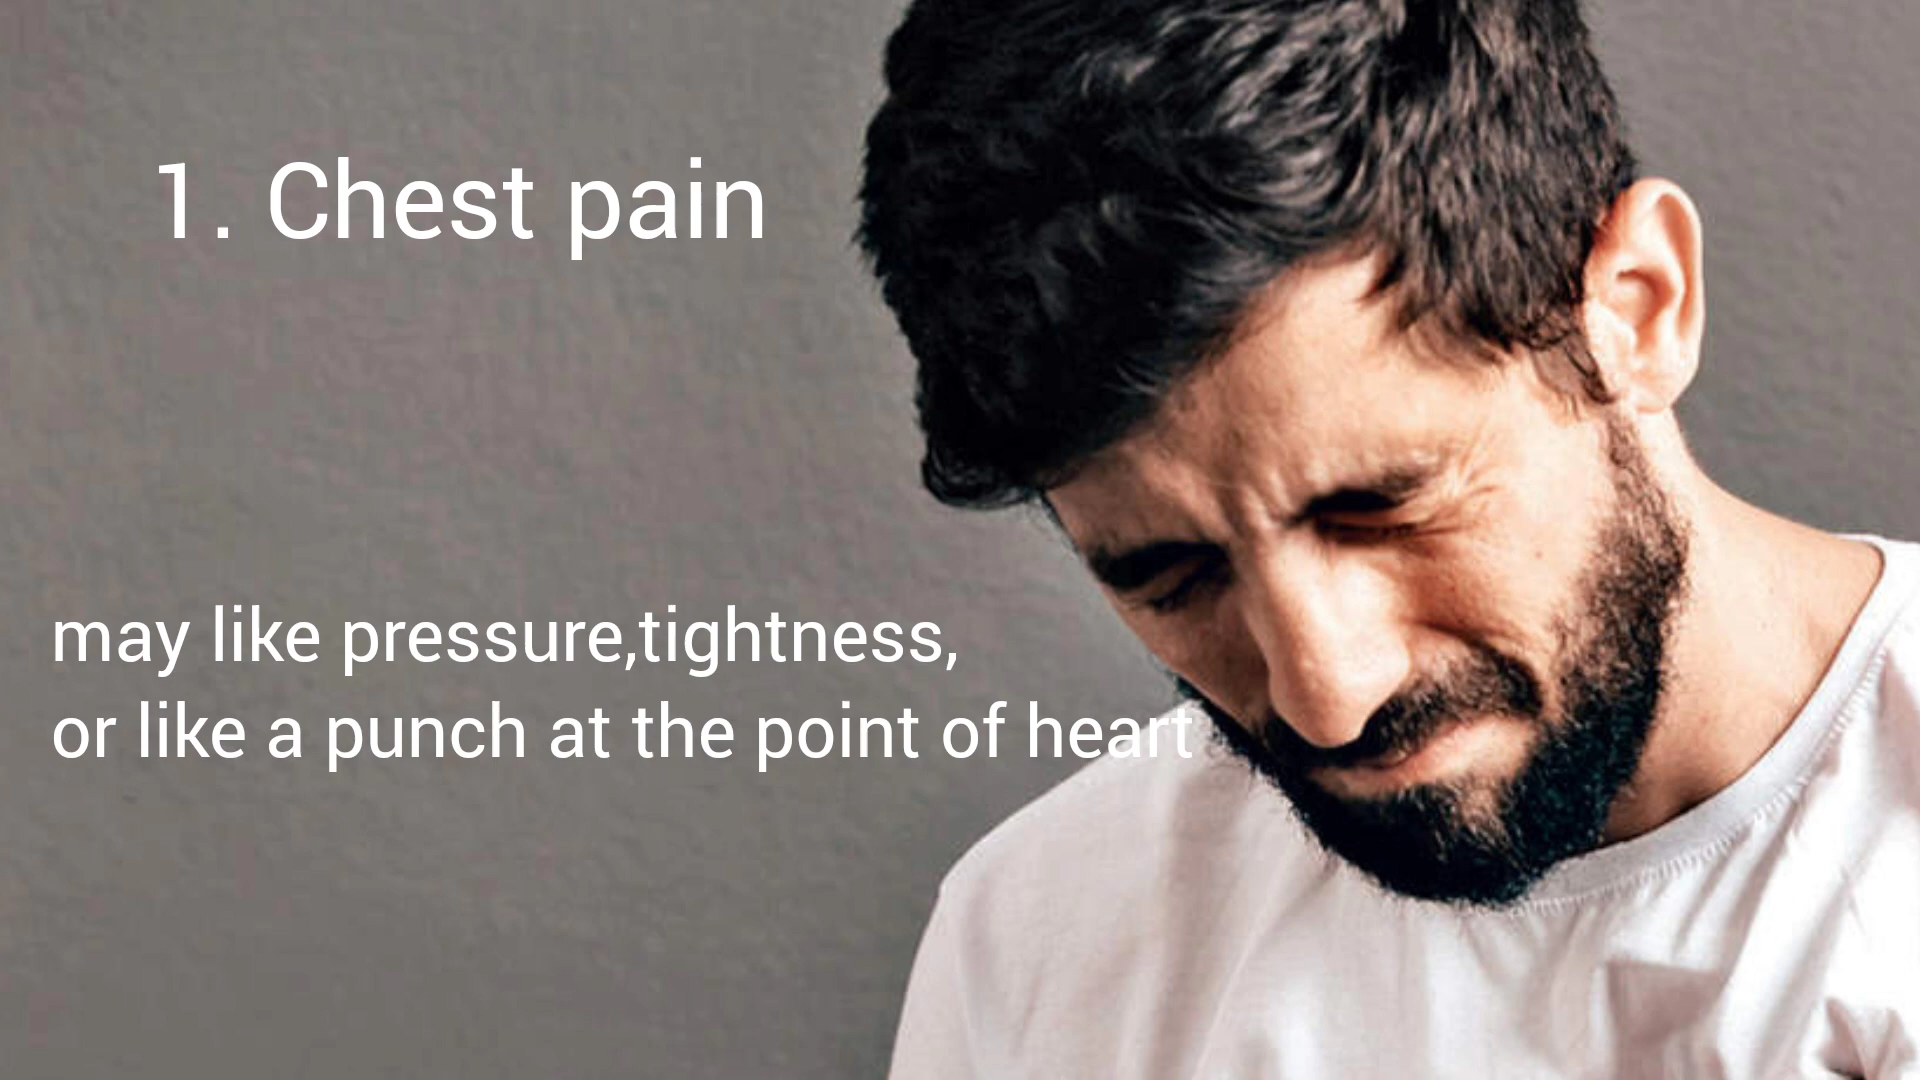 1. Chest pain
may like pressure,tightness,
or like a punch at the point of heart